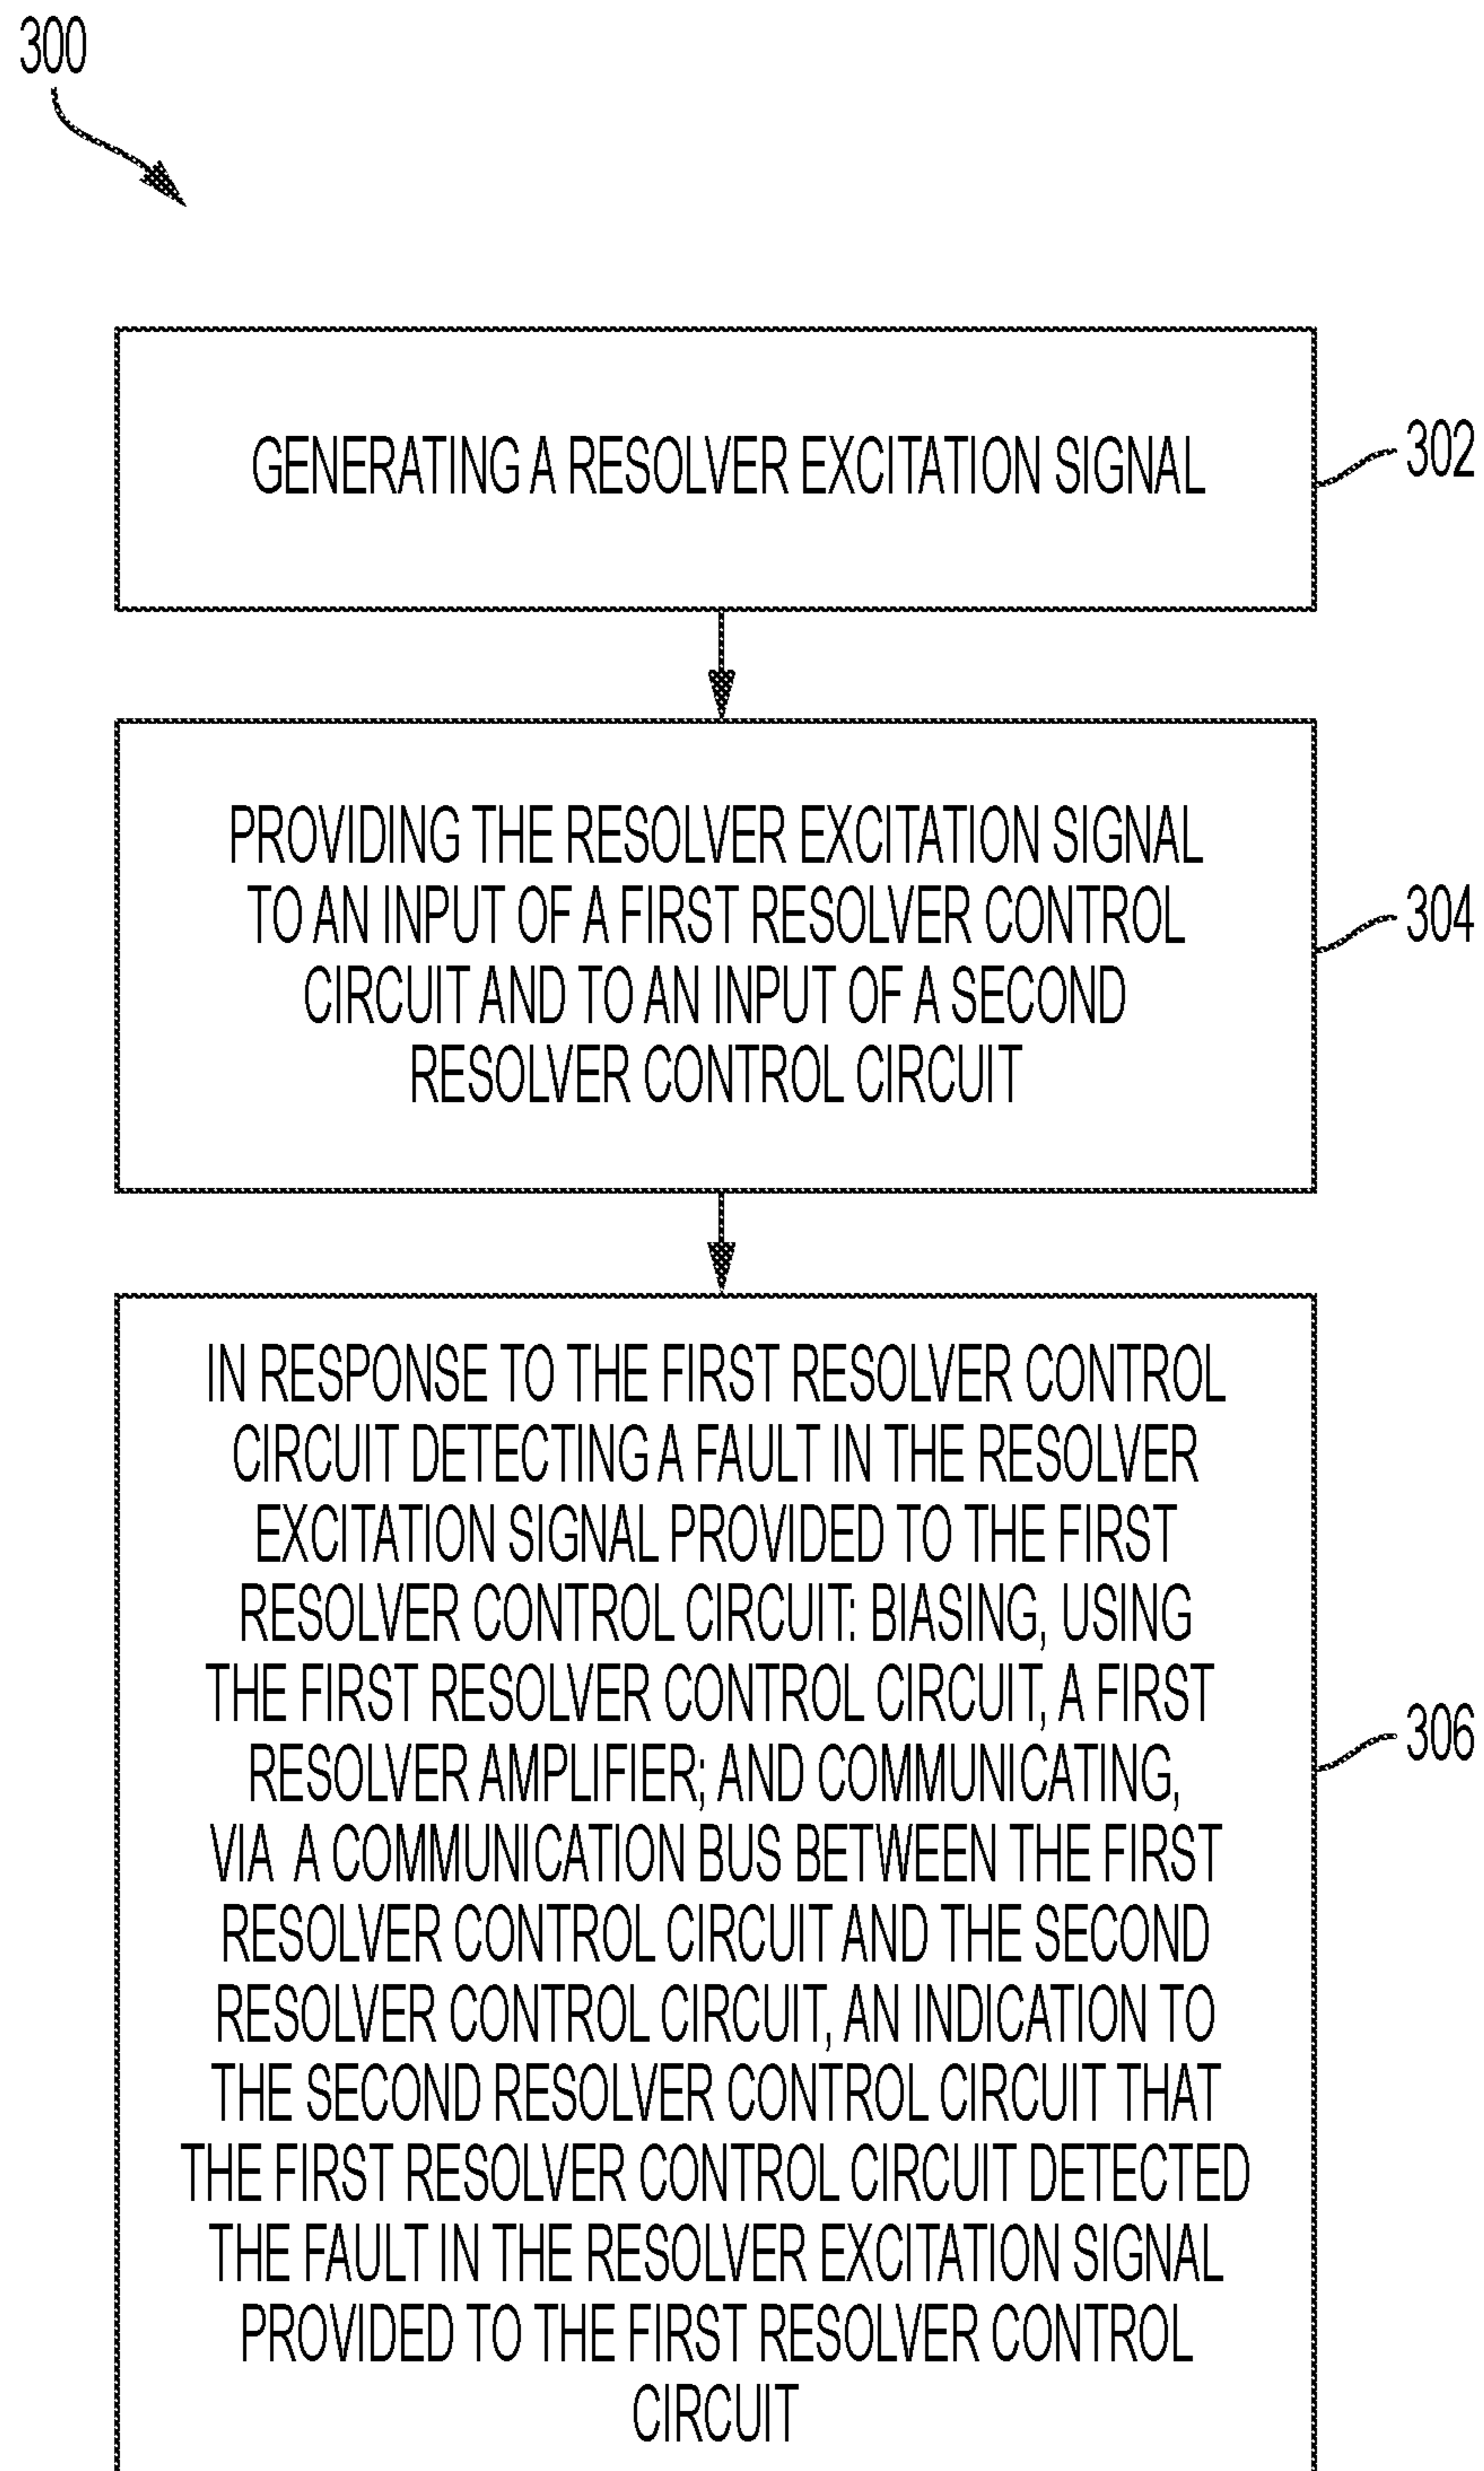 300
GENERATING A RESOLVER EXCITATION SIGNAL
302
PROVIDING THE RESOLVER EXCITATION SIGNAL
TO AN INPUT OF A FIRST RESOLVER CONTROL
CIRCUIT AND TO AN INPUT OF A SECOND
RESOLVER CONTROL CIRCUIT
304
IN RESPONSE TO THE FIRST RESOLVER CONTROL
CIRCUIT DETECTING A FAULT IN THE RESOLVER
EXCITATION SIGNAL PROVIDED TO THE FIRST
RESOLVER CONTROL CIRCUIT: BIASING, USING
THE FIRST RESOLVER CONTROL CIRCUIT, A FIRST
RESOLVER AMPLIFIER; AND COMMUNICATING,
VIA A COMMUNICATION BUS BETWEEN THE FIRST
RESOLVER CONTROL CIRCUIT AND THE SECOND
RESOLVER CONTROL CIRCUIT, AN INDICATION TO
THE SECOND RESOLVER CONTROL CIRCUIT THAT
THE FIRST RESOLVER CONTROL CIRCUIT DETECTED
THE FAULT IN THE RESOLVER EXCITATION SIGNAL
PROVIDED TO THE FIRST RESOLVER CONTROL
CIRCUIT
306